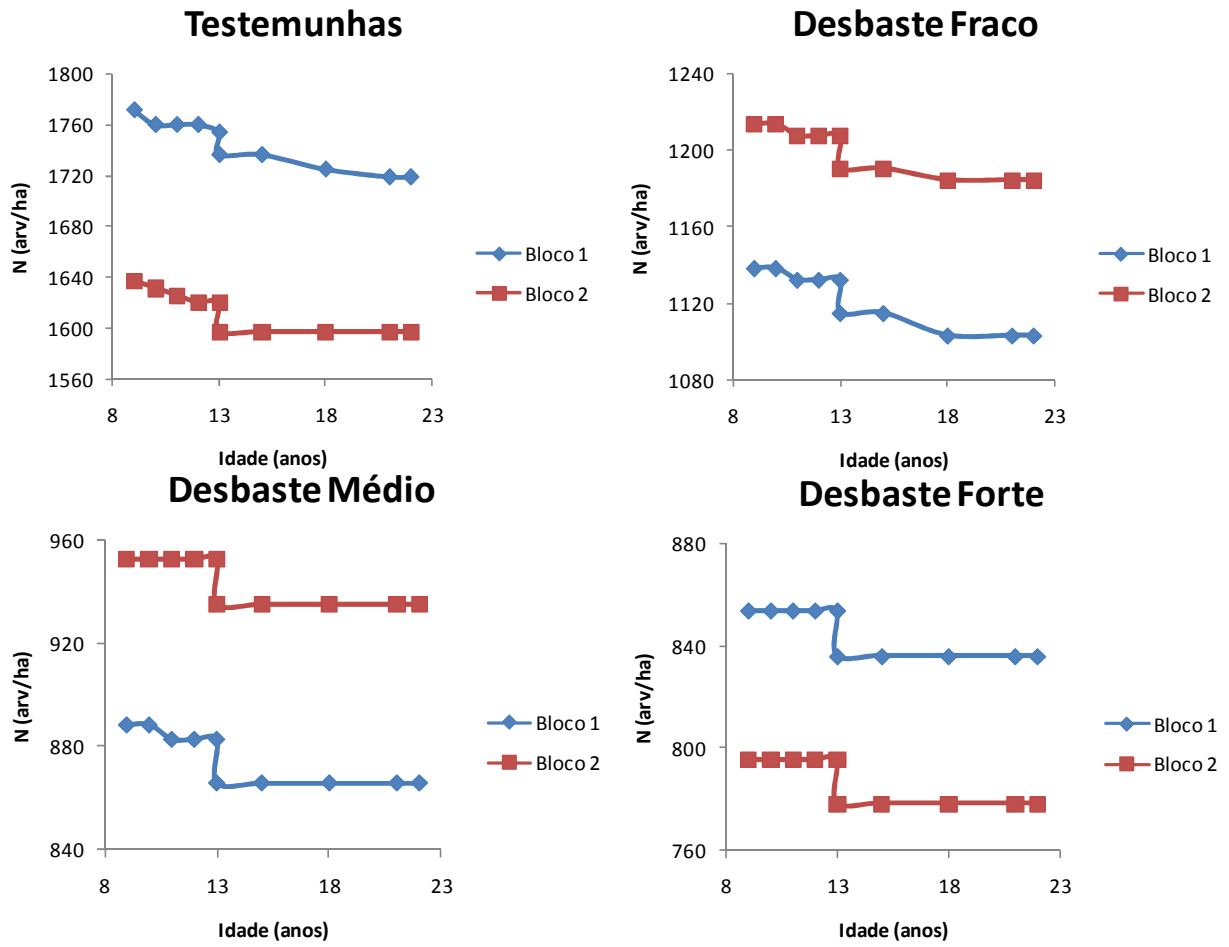 Testemunhas
1800
1760
1720
1680
1640
1600
1560
N (arv/ha)
8 13 18 23
Idade (anos)
Bloco 1
Bloco 2
Desbaste Fraco
1240
1200
1160
1120
1080
N (arv/ha)
8 13 18 23
Idade (anos)
Bloco 1
Bloco 2
Desbaste Médio
960
920
880
840
N (arv/ha)
8 13 18 23
Idade (anos)
Bloco 1
Bloco 2
Desbaste Forte
880
840
800
760
N (arv/ha)
8 13 18 23
Idade (anos)
Bloco 1
Bloco 2